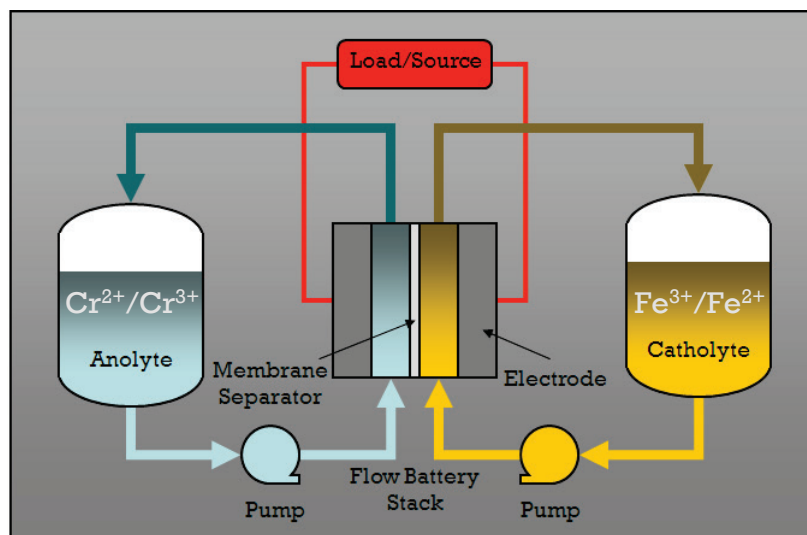 Load/Source
Cr²⁺/Cr³⁺
Anolyte
Fe³⁺/Fe²⁺
Catholyte
Membrane
Separator
Electrode
Flow Battery
Stack
Pump
Pump